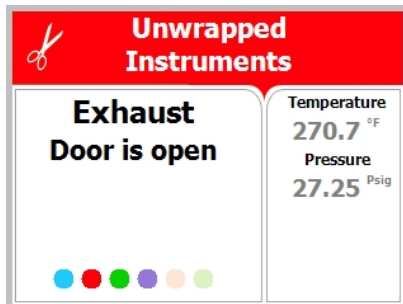 Unwrapped
Instruments
Exhaust
Door is open
Temperature
270.7 °F
Pressure
27.25 Psig